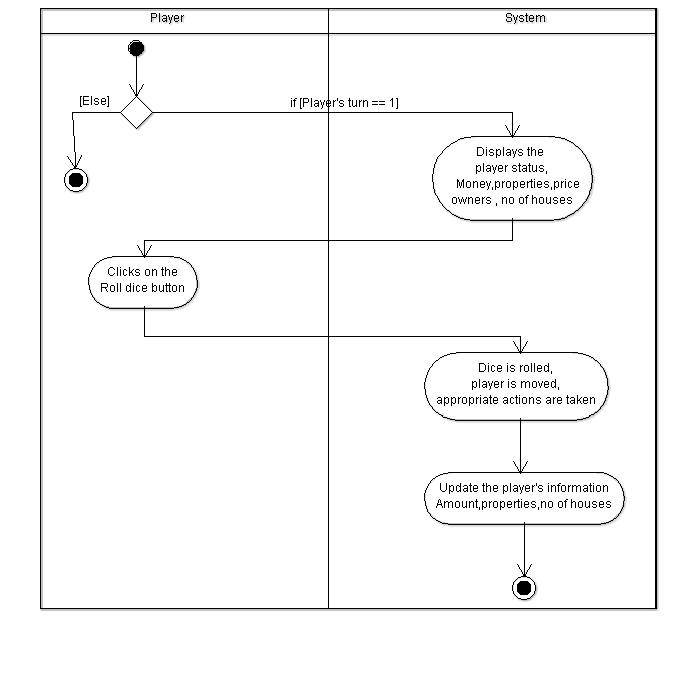 Player
System
[Else]
if [Player's turn == 1]
Displays the
player status,
Money,properties,price
owners , no of houses
Clicks on the
Roll dice button
Dice is rolled,
player is moved,
appropriate actions are taken
Update the player's information
Amount,properties,no of houses